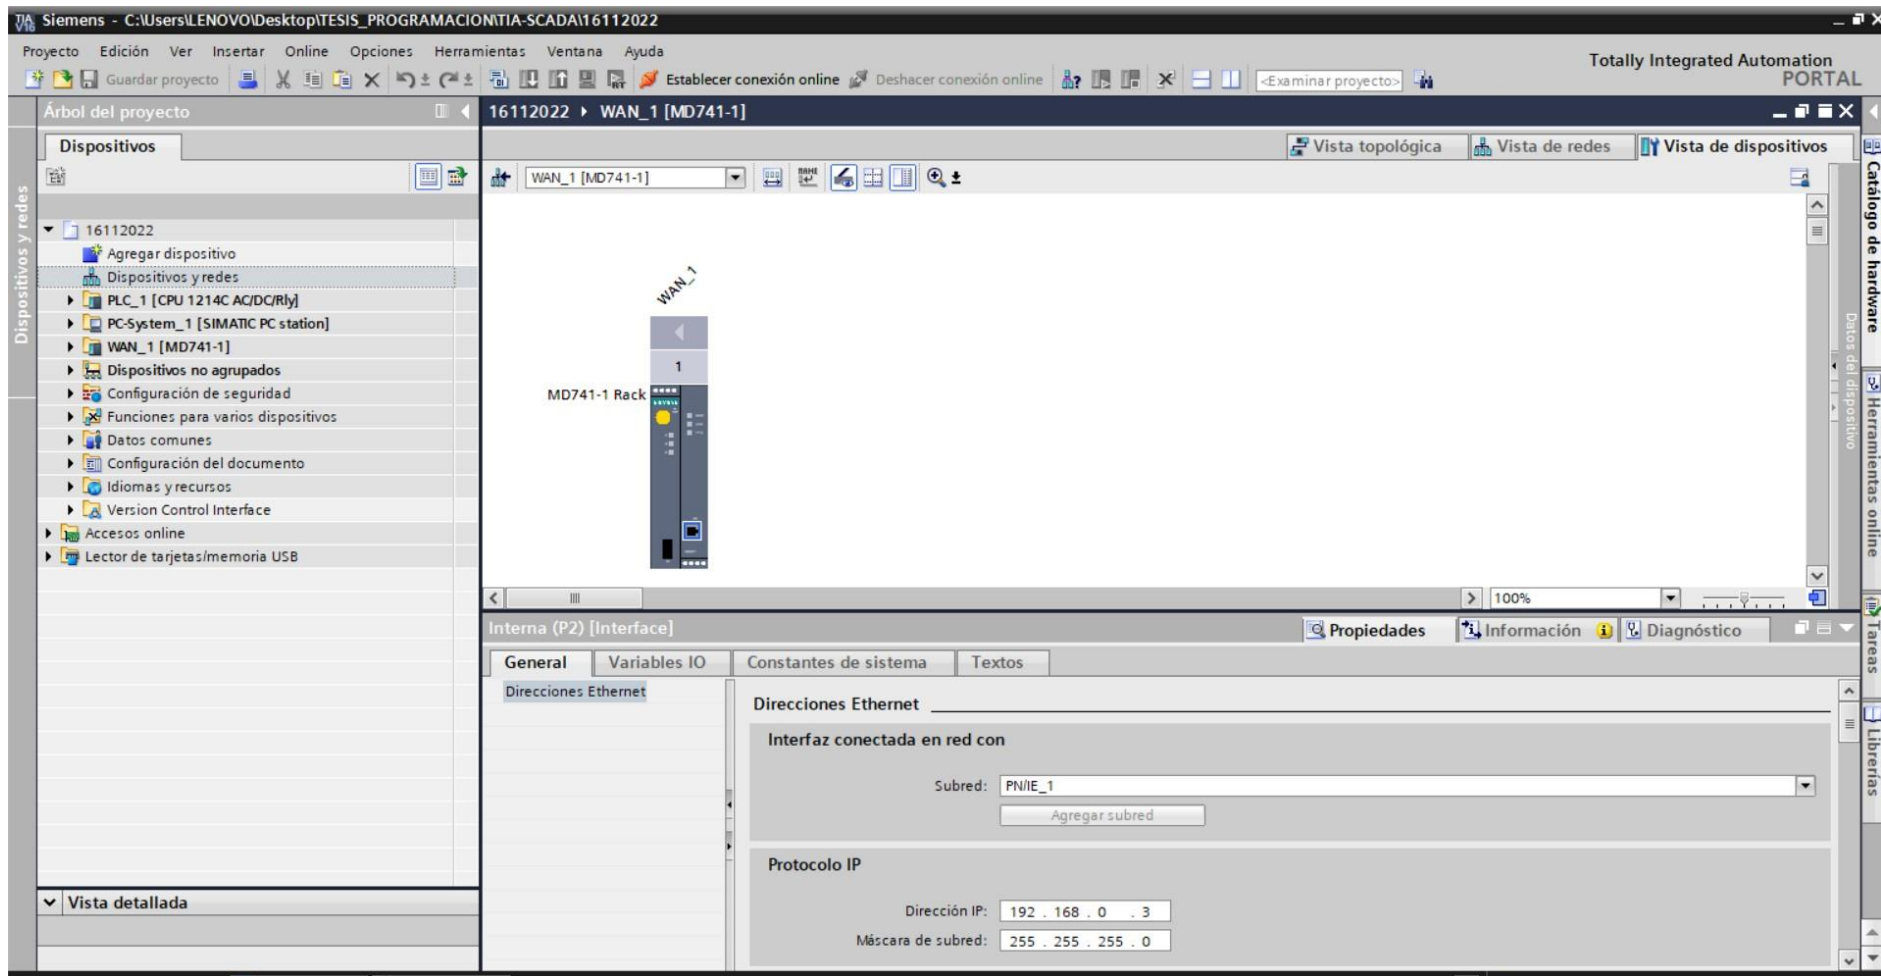 Siemens - C:\Users\LENOVO\Desktop\TESIS_PROGRAMACION\TIA-SCADA\16112022
Proyecto Edición Ver Insertar Online Opciones Herramientas Ventana Ayuda
Totally Integrated Automation
PORTAL
Guardar proyecto Establecer conexión online Deshacer conexión online <Examinar proyecto>
Árbol del proyecto
16112022 WAN_1 [MD741-1]
Dispositivos
Vista topológica Vista de redes Vista de dispositivos
WAN_1 [MD741-1]
Dispositivos y redes
16112022
Agregar dispositivo
Dispositivos y redes
PLC_1 [CPU 1214C AC/DC/Rly]
PC-System_1 [SIMATIC PC station]
WAN_1 [MD741-1]
Dispositivos no agrupados
Configuración de seguridad
Funciones para varios dispositivos
Datos comunes
Configuración del documento
Idiomas y recursos
Version Control Interface
Accesos online
Lector de tarjetas/memoria USB
Vista detallada
WAN_1
1
MD741-1 Rack
100%
Datos del dispositivo
Catálogo de hardware
Herramientas online
Tareas
Librerías
Interna (P2) [Interface]
Propiedades Información Diagnóstico
General Variables IO Constantes de sistema Textos
Direcciones Ethernet
Direcciones Ethernet
Interfaz conectada en red con
Subred: PN/IE_1
Agregar subred
Protocolo IP
Dirección IP: 192 . 168 . 0 . 3
Máscara de subred: 255 . 255 . 255 . 0